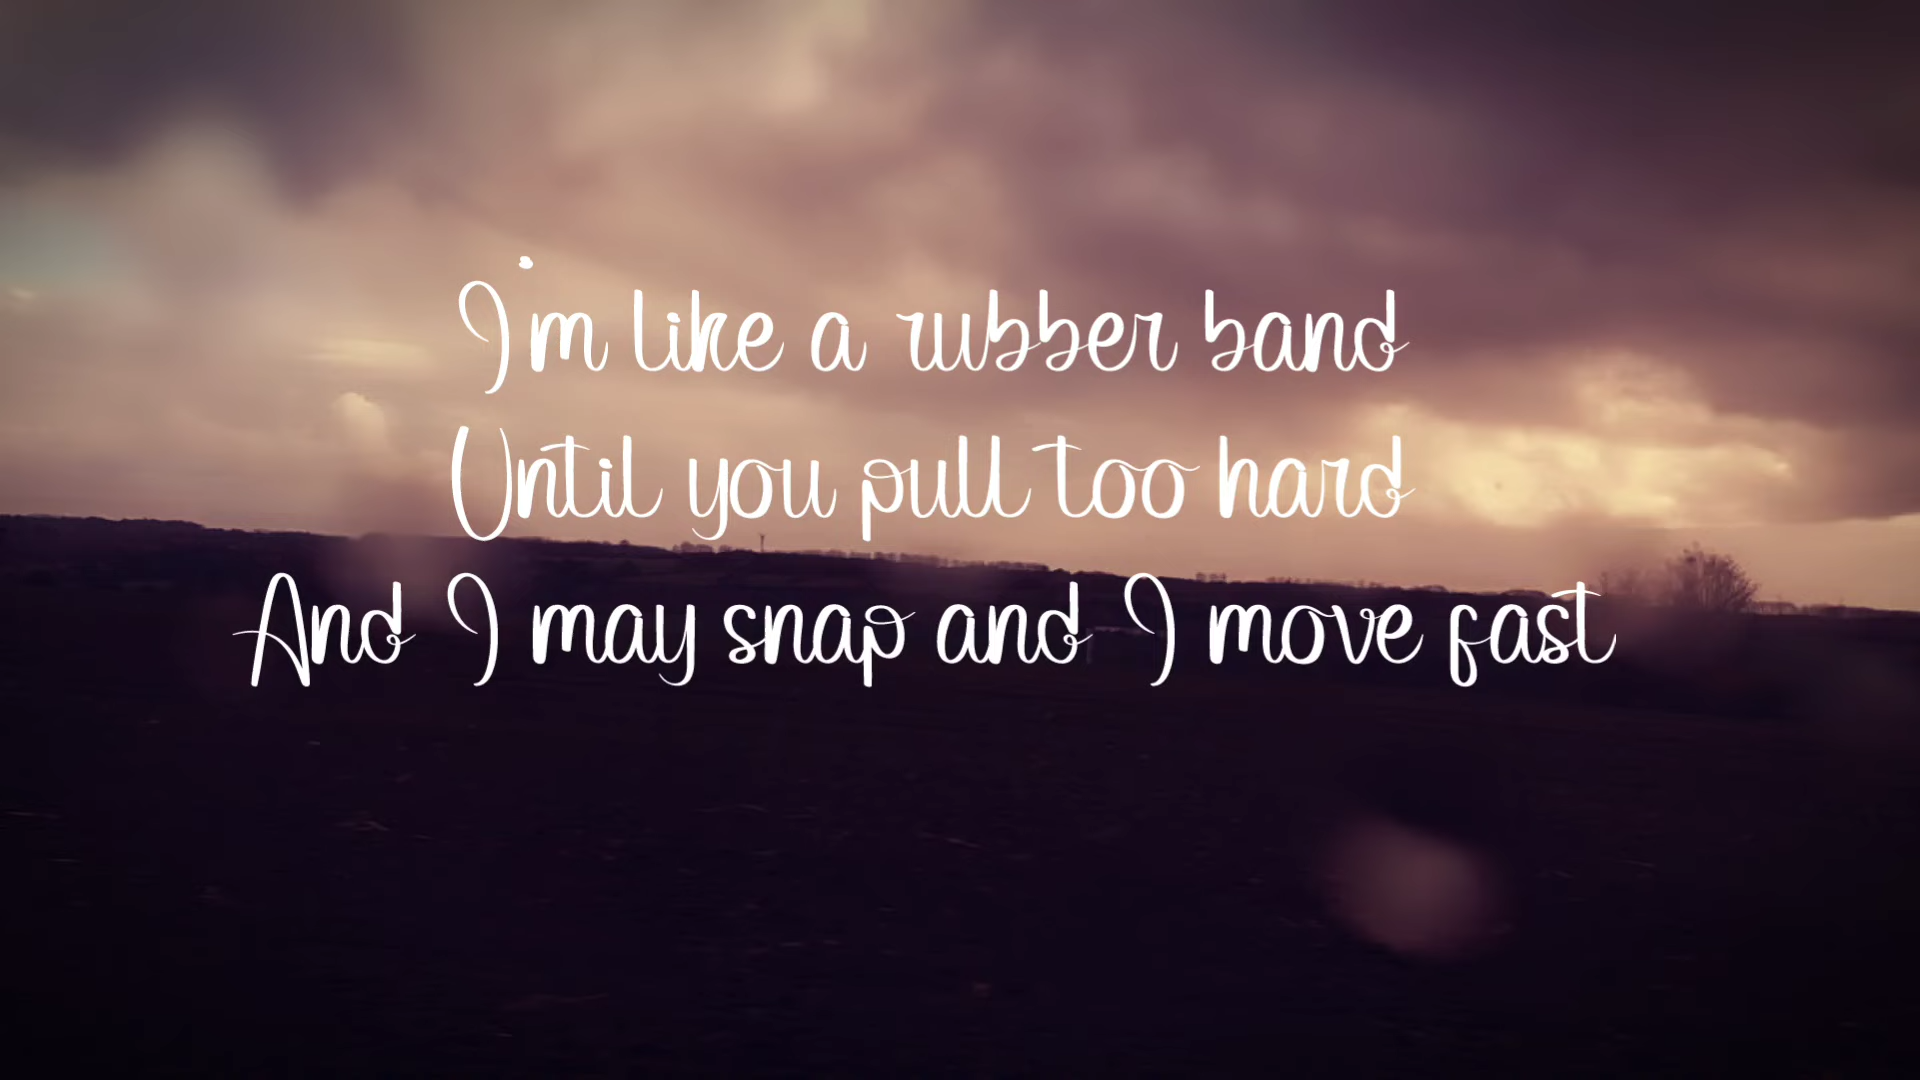 I'm like a rubber band
Until you pull too hard
And I may snap and I move fast